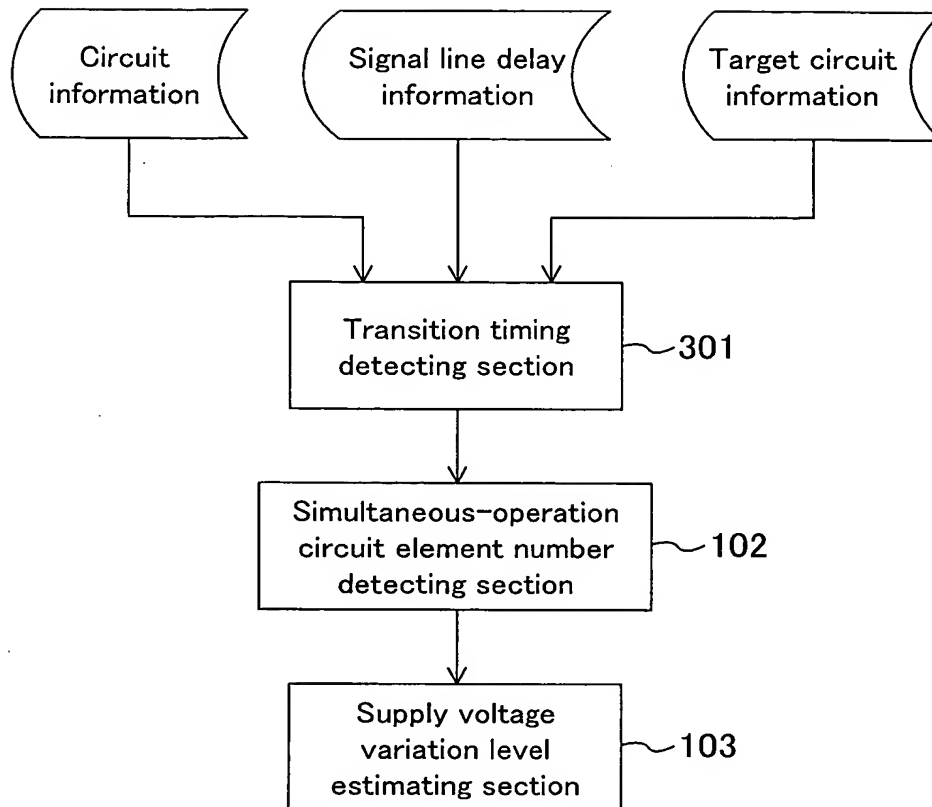 Circuit
information
Signal line delay
information
Target circuit
information
Transition timing
detecting section
301
Simultaneous-operation
circuit element number
detecting section
102
Supply voltage
variation level
estimating section
103